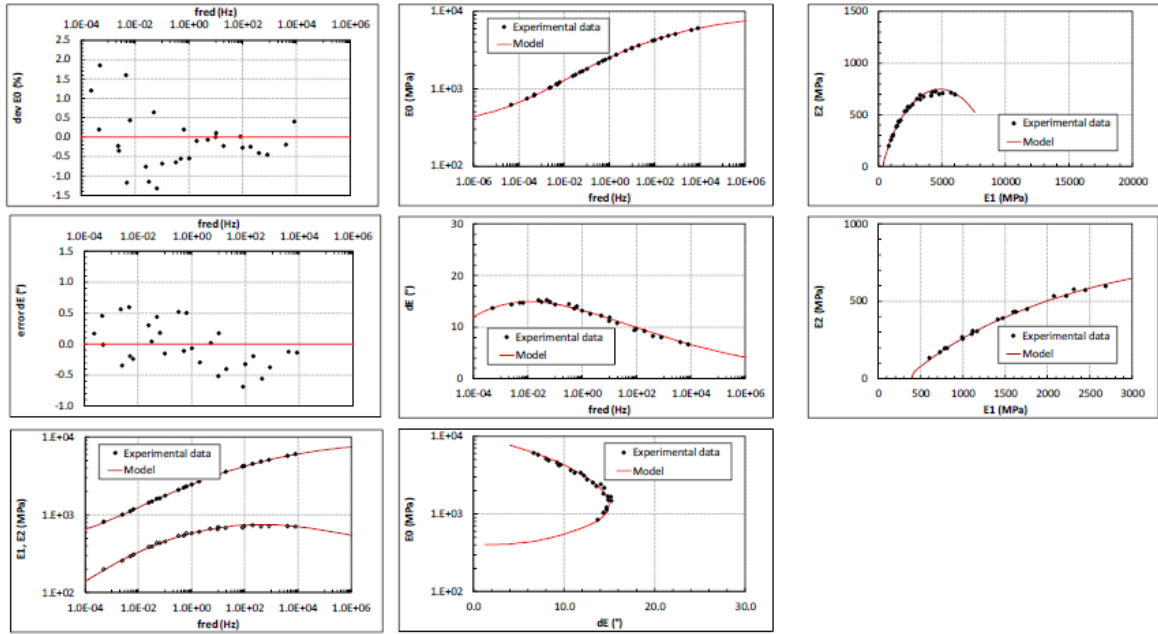 fred (Hz)
1.0E-04 1.0E-02 1.0E+00 1.0E+02 1.0E+04 1.0E+06
dev E0 (%)
2.5
2.0
1.5
1.0
0.5
0.0
-0.5
-1.0
-1.5
E0 (MPa)
1.E+04
1.E+03
1.E+02
Experimental data
Model
1.0E-06 1.0E-04 1.0E-02 1.0E+00 1.0E+02 1.0E+04 1.0E+06
fred (Hz)
E2 (MPa)
1500
1000
500
0
Experimental data
Model
0 5000 10000 15000 20000
E1 (MPa)
fred (Hz)
1.0E-04 1.0E-02 1.0E+00 1.0E+02 1.0E+04 1.0E+06
error dE (°)
1.5
1.0
0.5
0.0
-0.5
-1.0
dE (°)
30
20
10
0
Experimental data
Model
1.0E-06 1.0E-04 1.0E-02 1.0E+00 1.0E+02 1.0E+04 1.0E+06
fred (Hz)
E2 (MPa)
1000
500
0
Experimental data
Model
0 500 1000 1500 2000 2500 3000
E1 (MPa)
E1, E2 (MPa)
1.E+04
1.E+03
1.E+02
Experimental data
Model
1.0E-04 1.0E-02 1.0E+00 1.0E+02 1.0E+04 1.0E+06
fred (Hz)
E0 (MPa)
1.E+04
1.E+03
1.E+02
Experimental data
Model
0.0 10.0 20.0 30.0
dE (°)